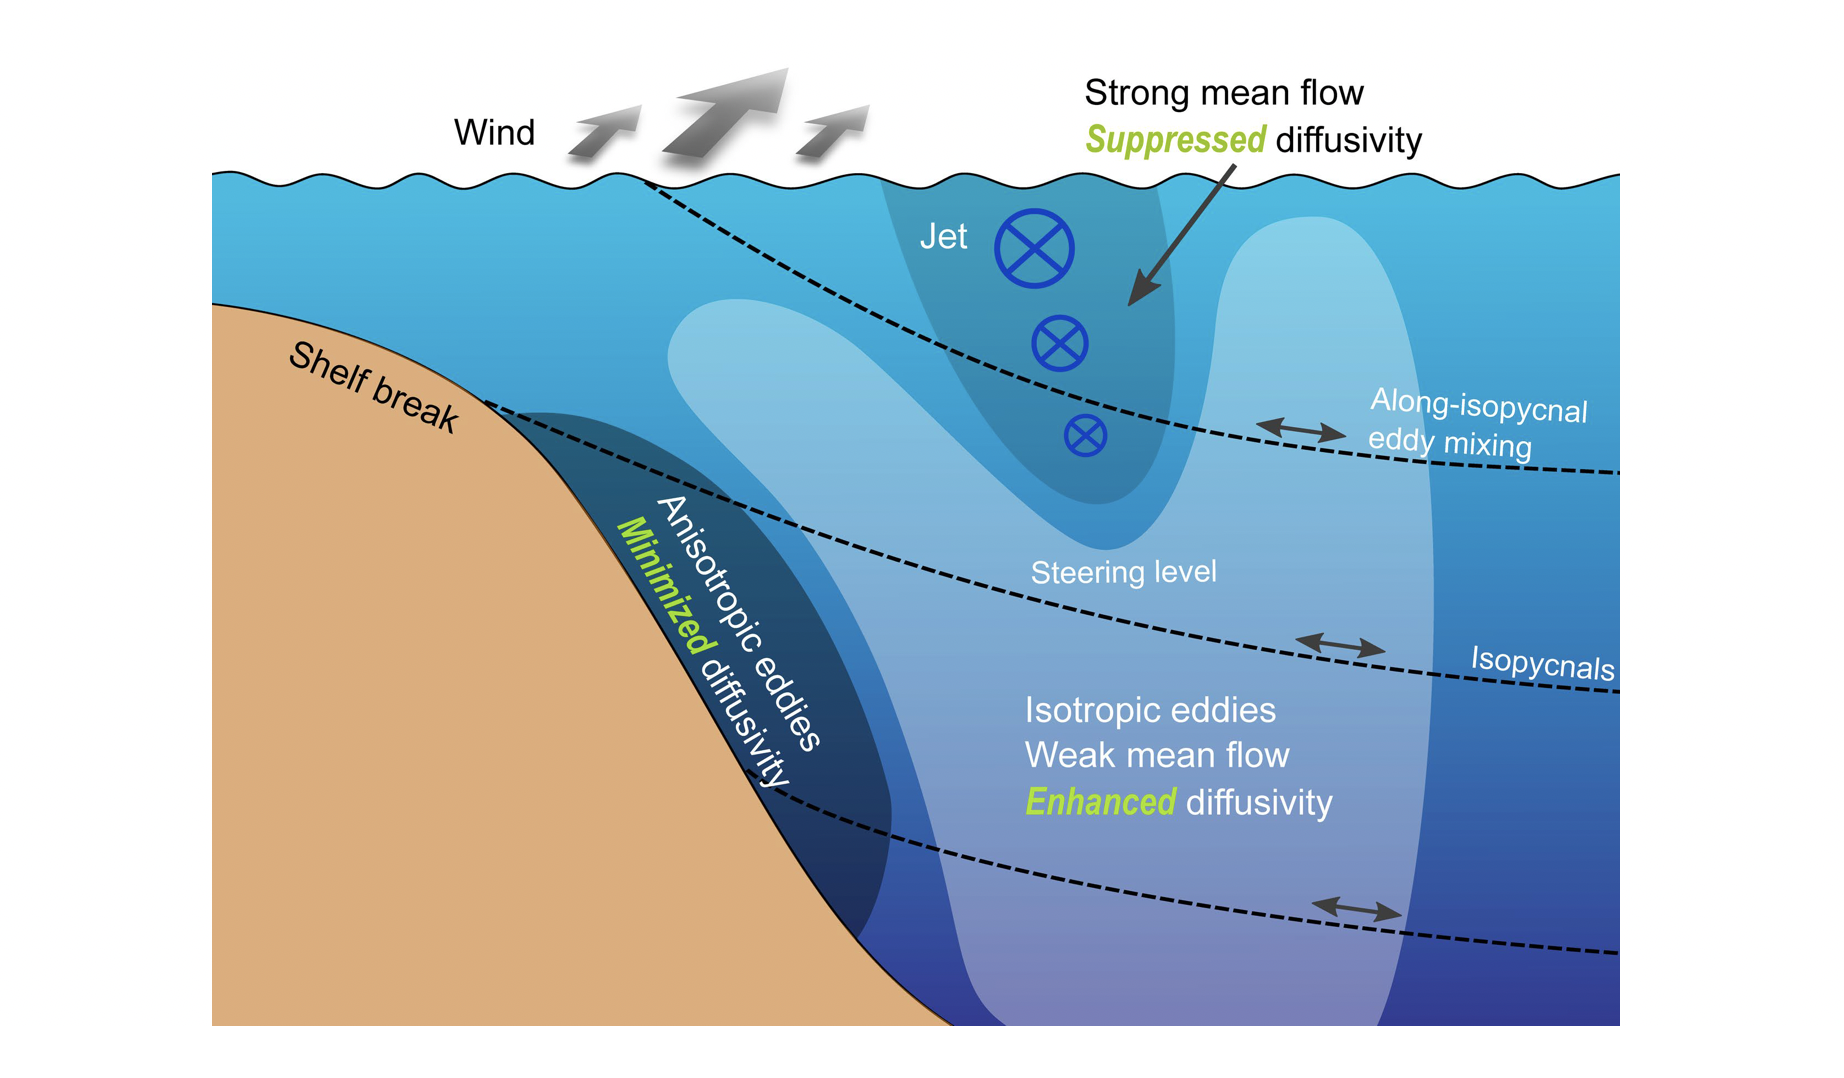 Wind
Strong mean flow
Suppressed diffusivity
Jet
Shelf break
Along-isopycnal
eddy mixing
Anisotropic eddies
Minimized diffusivity
Steering level
Isopycnals
Isotropic eddies
Weak mean flow
Enhanced diffusivity